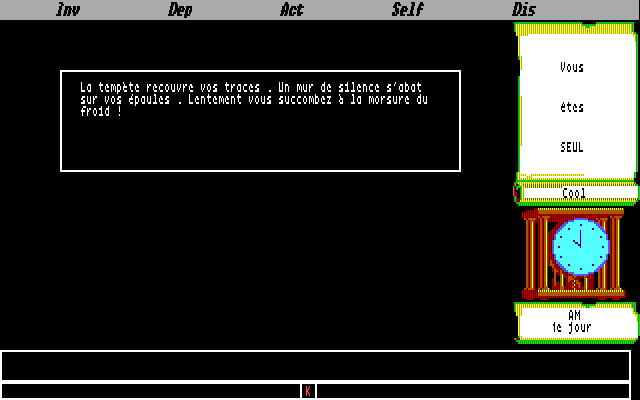 Inv Dep Act Self Dis
La tempète recouvre vos traces . Un mur de silence s'abat
sur vos épaules . Lentement vous succombez à la morsure du
froid !
Vous
êtes
SEUL
Cool
AM
1e jour
K